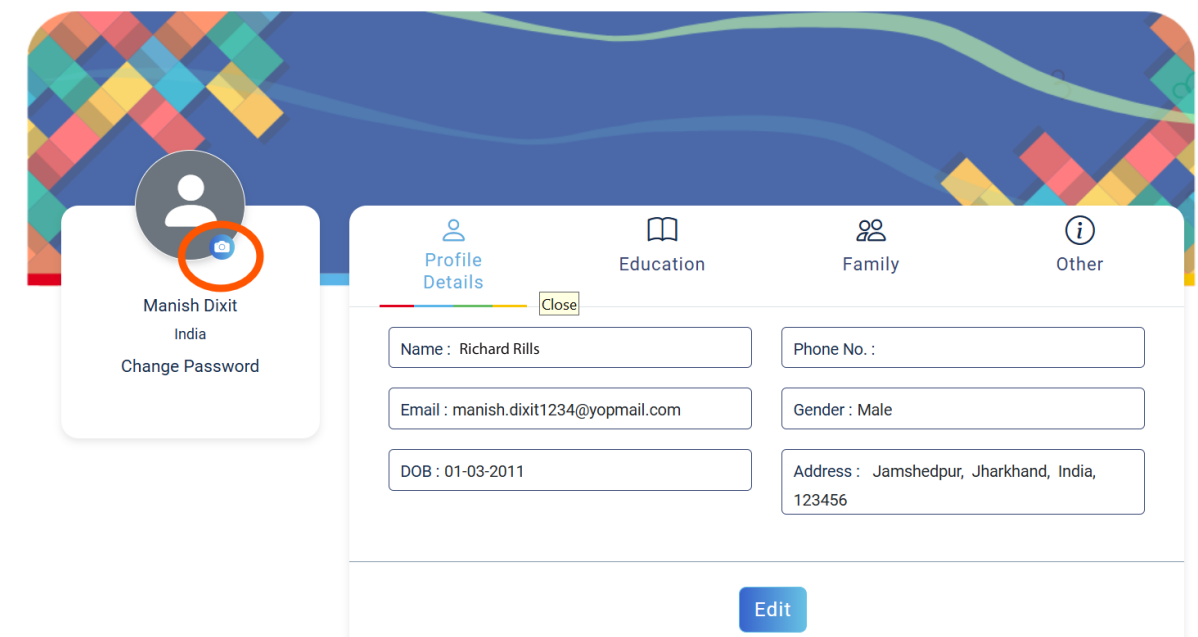 Manish Dixit
India
Change Password
Profile
Details
Education
Family
Other
Close
Name : Richard Rills
Phone No. :
Email : manish.dixit1234@yopmail.com
Gender : Male
DOB : 01-03-2011
Address : Jamshedpur, Jharkhand, India,
123456
Edit